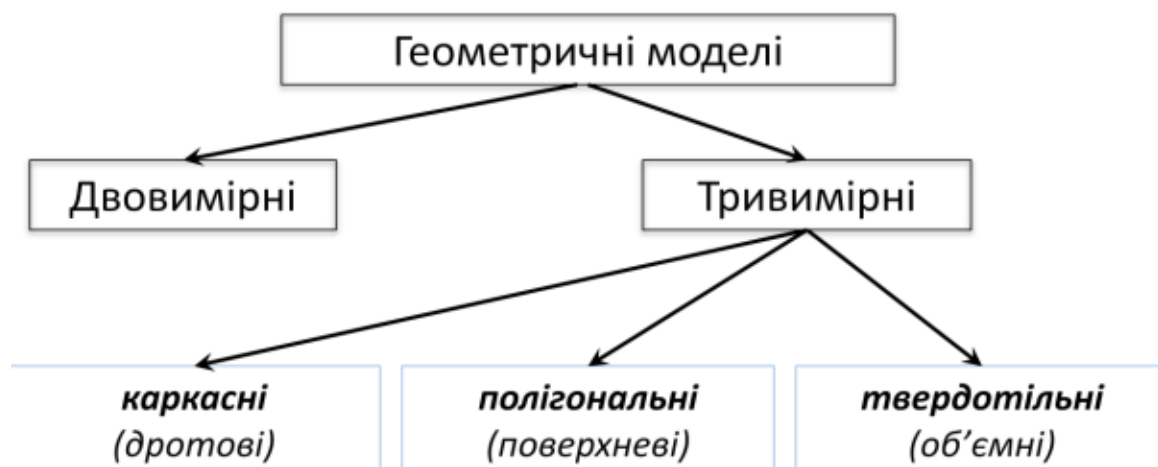 Геометричні моделі
Двовимірні
Тривимірні
каркасні
(дротові)
полігональні
(поверхневі)
твердотільні
(об’ємні)